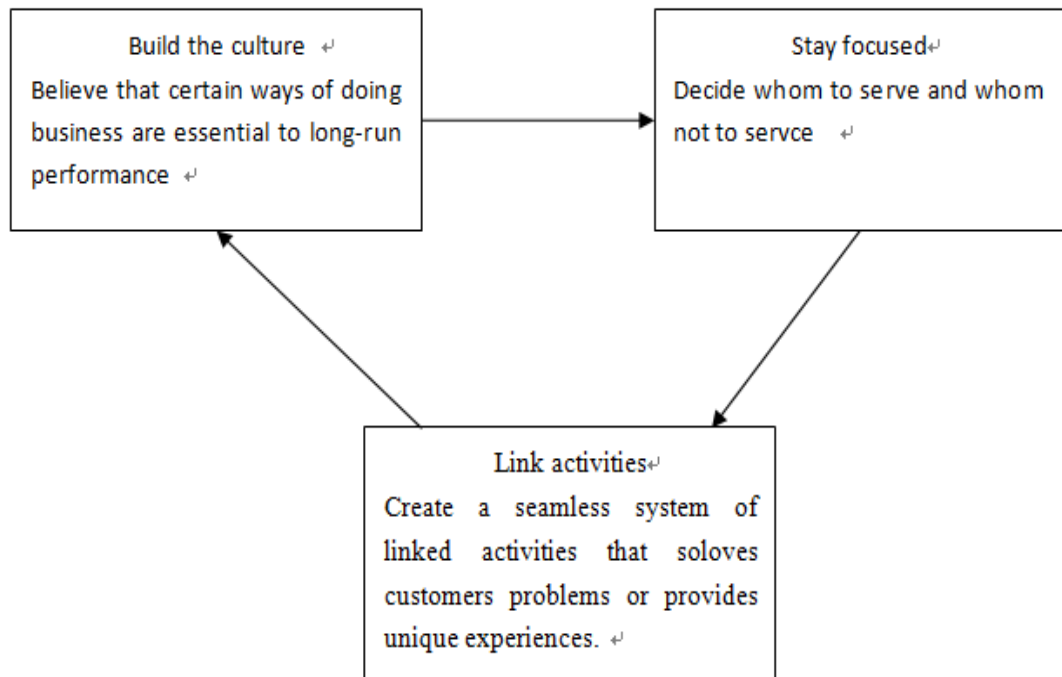 Build the culture ↵
Believe that certain ways of doing
business are essential to long-run
performance ↵
Stay focused↵
Decide whom to serve and whom
not to servce ↵
Link activities↵
Create a seamless system of
linked activities that soloves
customers problems or provides
unique experiences. ↵